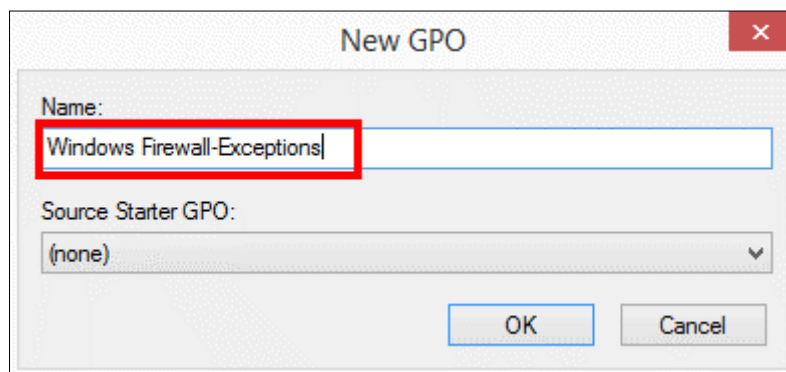 New GPO
Name:
Windows Firewall-Exceptions
Source Starter GPO:
(none)
OK
Cancel